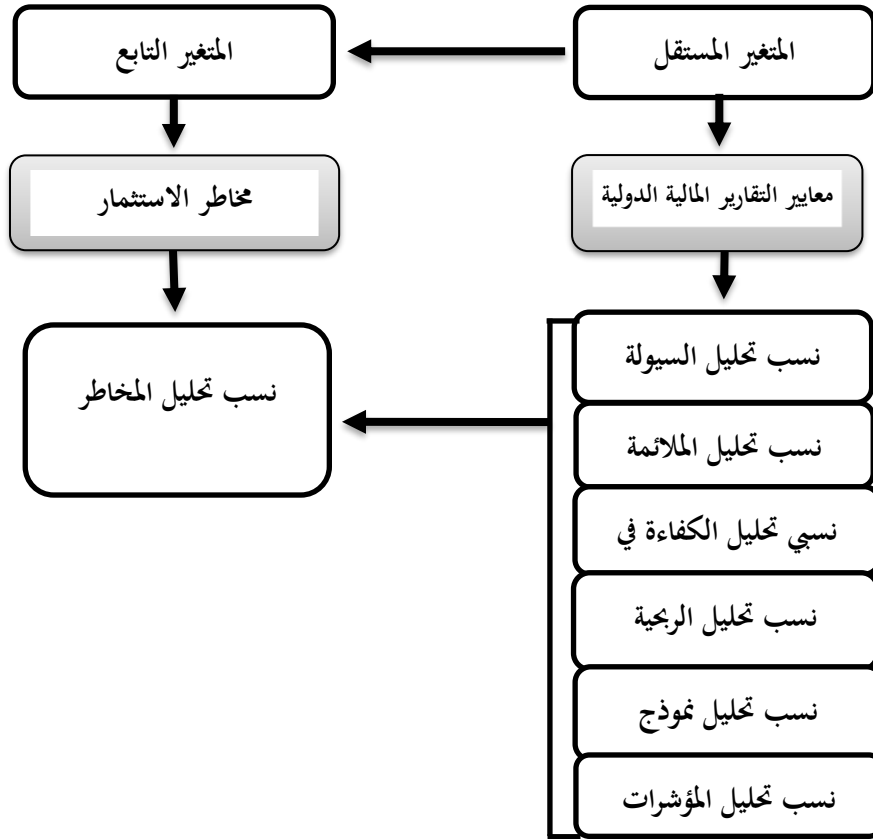 المتغير المستقل
المتغير التابع
معايير التقارير المالية الدولية
مخاطر الاستثمار
نسب تحليل السيولة
نسب تحليل الملائمة
نسبي تحليل الكفاءة في
نسب تحليل الربحية
نسب تحليل نموذج
نسب تحليل المؤشرات
نسب تحليل المخاطر